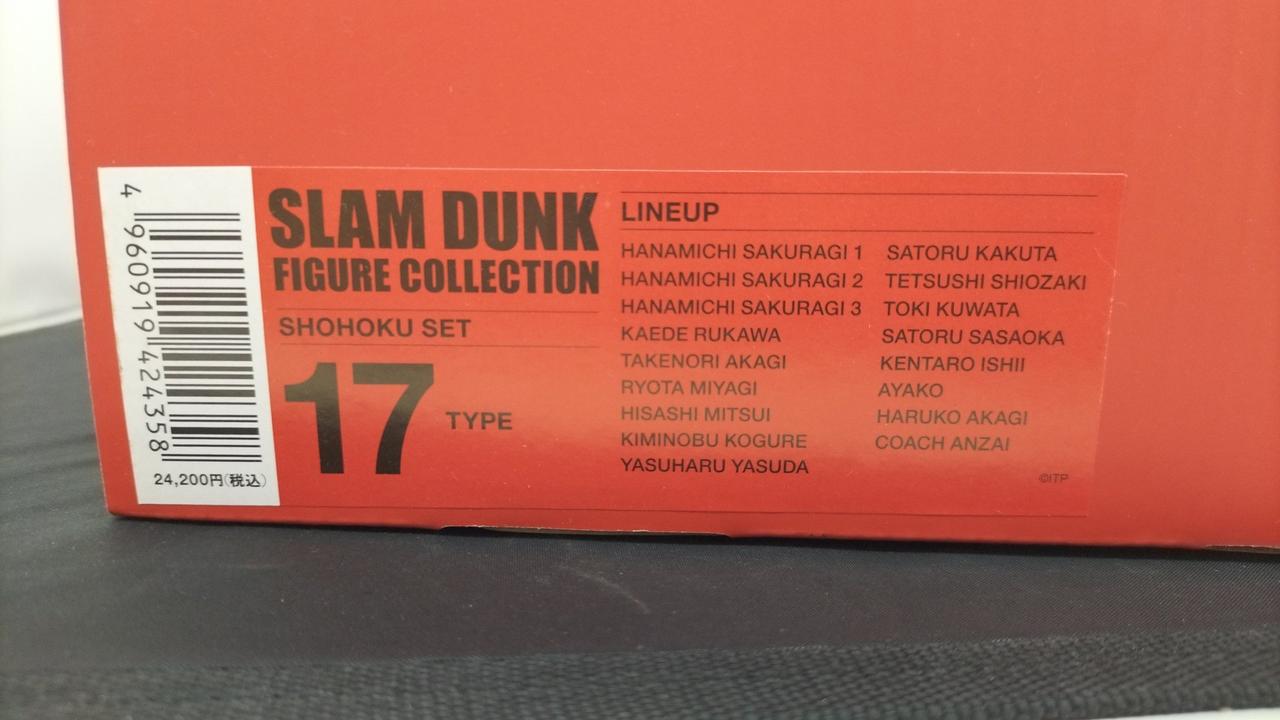 4 960919 424358
24,200円(税込)
SLAM DUNK
FIGURE COLLECTION
SHOHOKU SET
17 TYPE
LINEUP
HANAMICHI SAKURAGI 1
HANAMICHI SAKURAGI 2
HANAMICHI SAKURAGI 3
KAEDE RUKAWA
TAKENORI AKAGI
RYOTA MIYAGI
HISASHI MITSUI
KIMINOBU KOGURE
YASUHARU YASUDA
SATORU KAKUTA
TETSUSHI SHIOZAKI
TOKI KUWATA
SATORU SASAOKA
KENTARO ISHII
AYAKO
HARUKO AKAGI
COACH ANZAI
©ITP